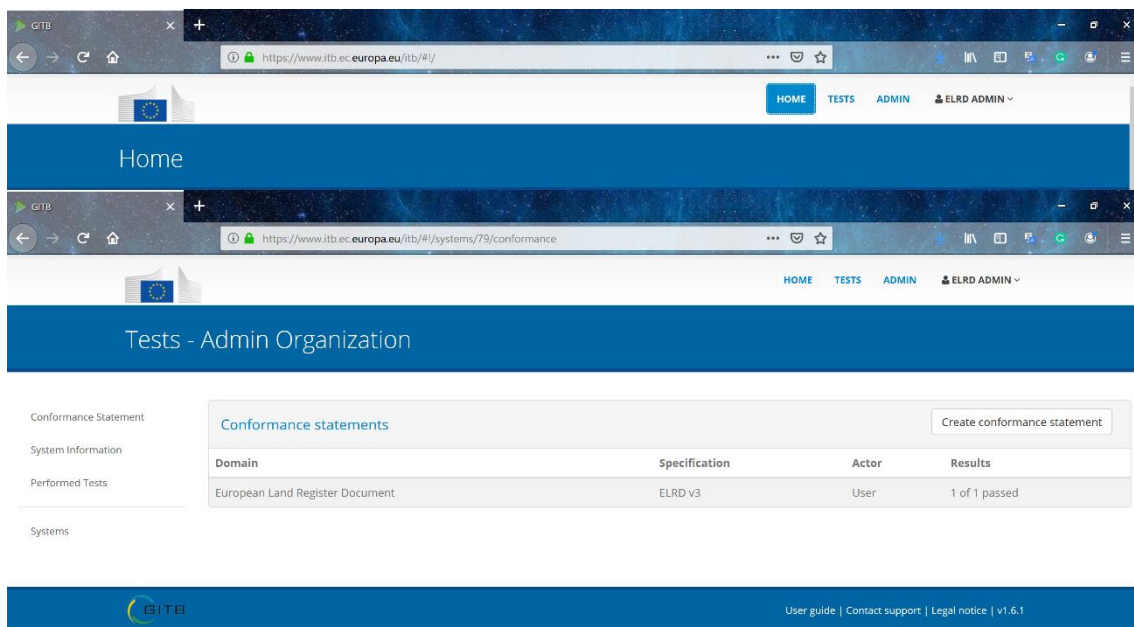 GITB
https://www.itb.ec.europa.eu/itb/#!/
HOME TESTS ADMIN ELRD ADMIN
Home
GITB
https://www.itb.ec.europa.eu/itb/#!/systems/79/conformance
HOME TESTS ADMIN ELRD ADMIN
Tests - Admin Organization
Conformance Statement
System Information
Performed Tests
Systems
Conformance statements
Create conformance statement
Domain Specification Actor Results
European Land Register Document ELRD v3 User 1 of 1 passed
GITB
User guide | Contact support | Legal notice | v1.6.1